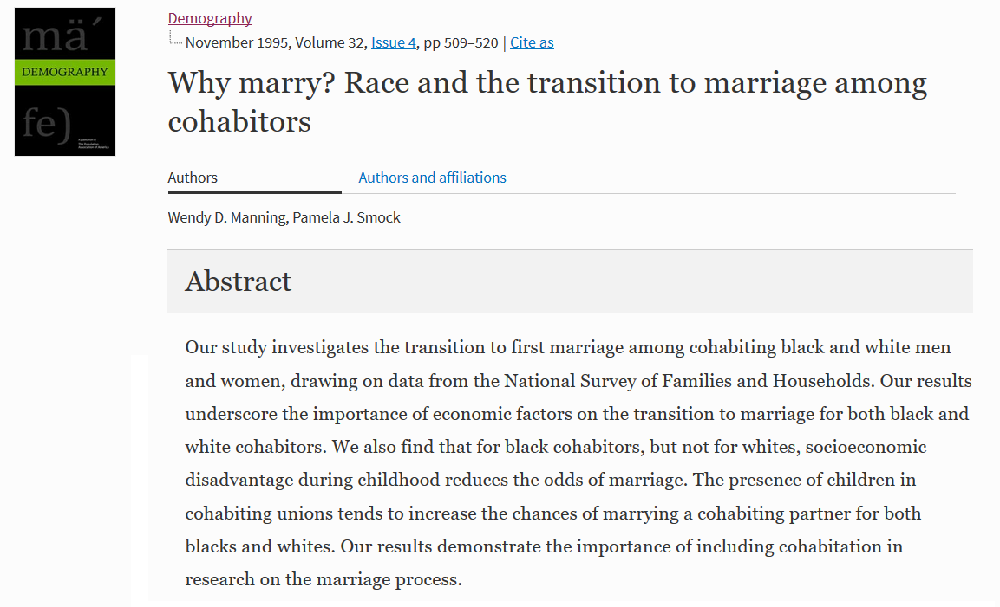 mä´
DEMOGRAPHY
fe)
A publication of
The Population
Association of America
Demography
November 1995, Volume 32, Issue 4, pp 509–520 | Cite as
Why marry? Race and the transition to marriage among
cohabitors
Authors
Authors and affiliations
Wendy D. Manning, Pamela J. Smock
Abstract
Our study investigates the transition to first marriage among cohabiting black and white men
and women, drawing on data from the National Survey of Families and Households. Our results
underscore the importance of economic factors on the transition to marriage for both black and
white cohabitors. We also find that for black cohabitors, but not for whites, socioeconomic
disadvantage during childhood reduces the odds of marriage. The presence of children in
cohabiting unions tends to increase the chances of marrying a cohabiting partner for both
blacks and whites. Our results demonstrate the importance of including cohabitation in
research on the marriage process.